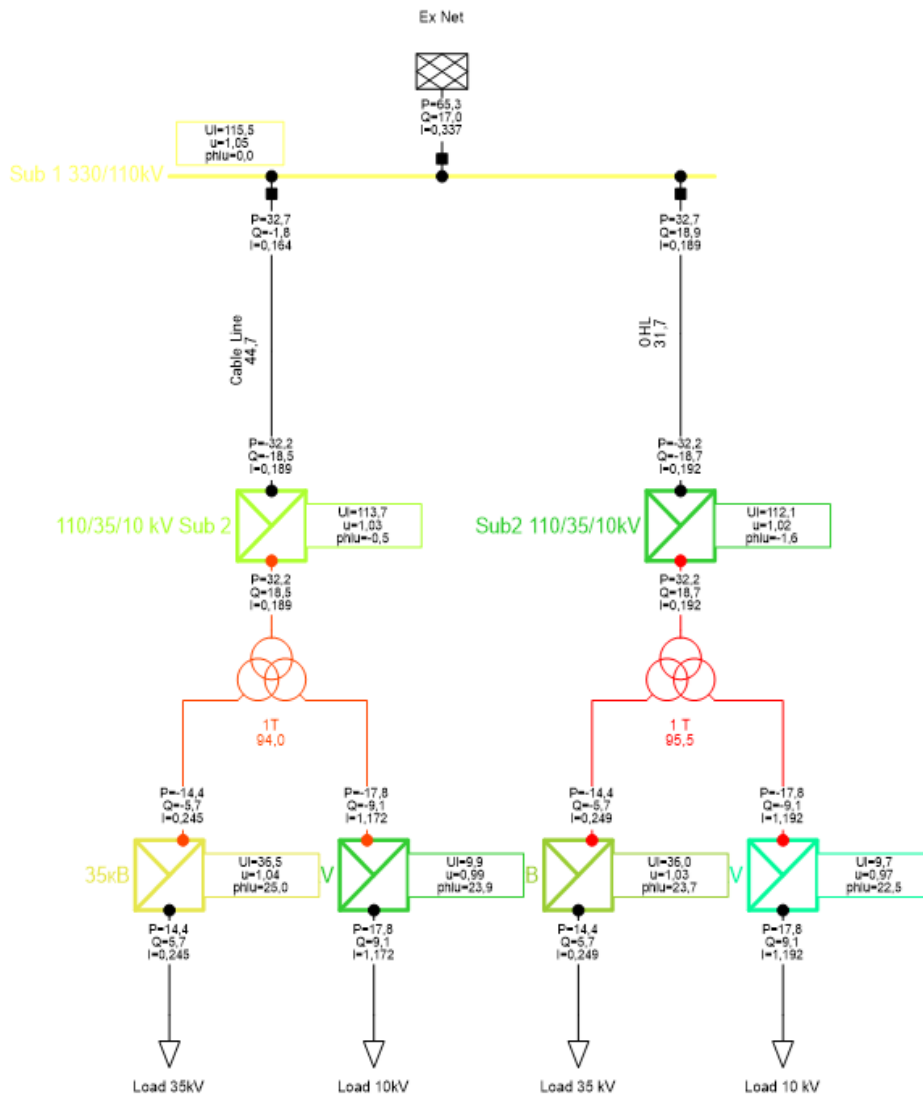 Ex Net
P=65,3
Q=17,0
I=0,337
Ul=115,5
u=1,05
phiu=0,0
Sub 1 330/110kV
P=32,7
Q=-1,8
I=0,164
P=32,7
Q=18,9
I=0,189
Cable Line
44,7
OHL
31,7
P=-32,2
Q=-18,5
I=0,189
P=-32,2
Q=-18,7
I=0,192
110/35/10 kV Sub 2
Ul=113,7
u=1,03
phiu=-0,5
Sub2 110/35/10kV
Ul=112,1
u=1,02
phiu=-1,6
P=32,2
Q=18,5
I=0,189
P=32,2
Q=18,7
I=0,192
1T
94,0
1 T
95,5
P=-14,4
Q=-5,7
I=0,245
P=-17,8
Q=-9,1
I=1,172
P=-14,4
Q=-5,7
I=0,249
P=-17,8
Q=-9,1
I=1,192
35кВ
Ul=36,5
u=1,04
phiu=25,0
V
Ul=9,9
u=0,99
phiu=23,9
В
Ul=36,0
u=1,03
phiu=23,7
V
Ul=9,7
u=0,97
phiu=22,5
P=14,4
Q=5,7
I=0,245
P=17,8
Q=9,1
I=1,172
P=14,4
Q=5,7
I=0,249
P=17,8
Q=9,1
I=1,192
Load 35kV
Load 10kV
Load 35 kV
Load 10 kV